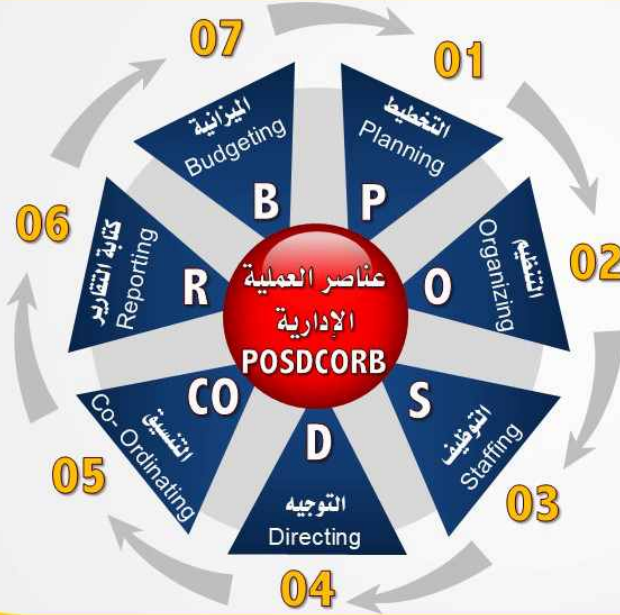 عناصر العملية
الإدارية
POSDCORB
01
التخطيط
Planning
P
02
التنظيم
Organizing
O
03
التوظيف
Staffing
S
04
التوجيه
Directing
D
05
التنسيق
Co- Ordinating
CO
06
كتابة التقارير
Reporting
R
07
الميزانية
Budgeting
B